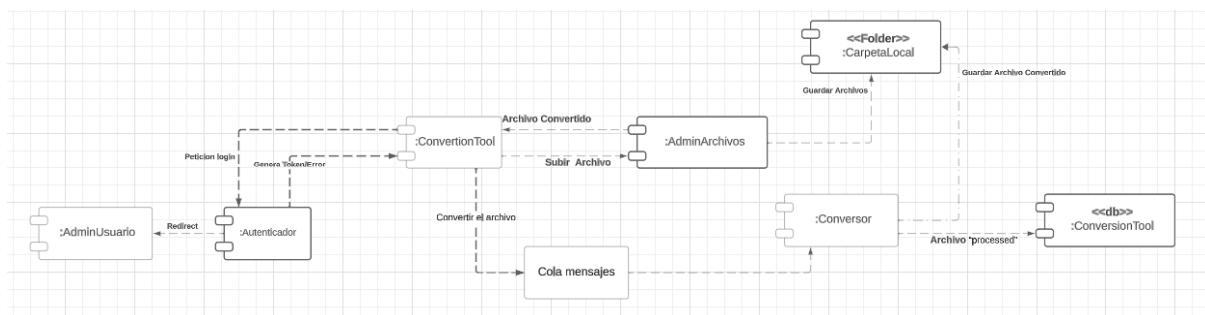 <<Folder>>
:CarpetaLocal
Guardar Archivo Convertido
Guardar Archivos
Archivo Convertido
:ConvertionTool
:AdminArchivos
Peticion login
Genera Token/Error
Subir Archivo
:AdminUsuario
Redirect
:Autenticador
Convertir el archivo
:Conversor
<<db>>
:ConversionTool
Archivo "processed"
Cola mensajes